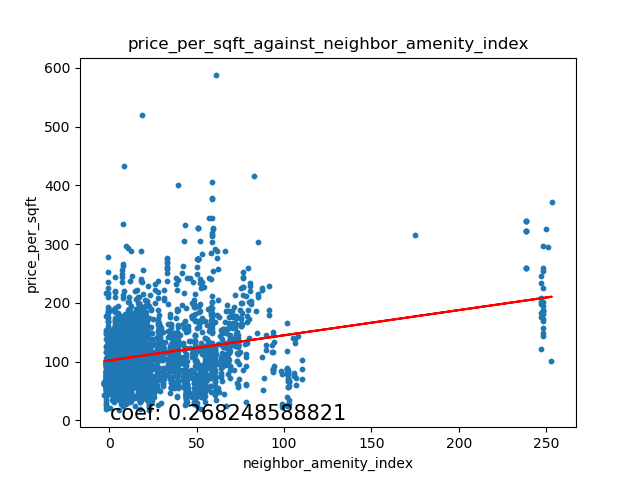 price_per_sqft_against_neighbor_amenity_index
600
500
400
300
200
100
0
price_per_sqft
coef: 0.268248588821
0 50 100 150 200 250
neighbor_amenity_index